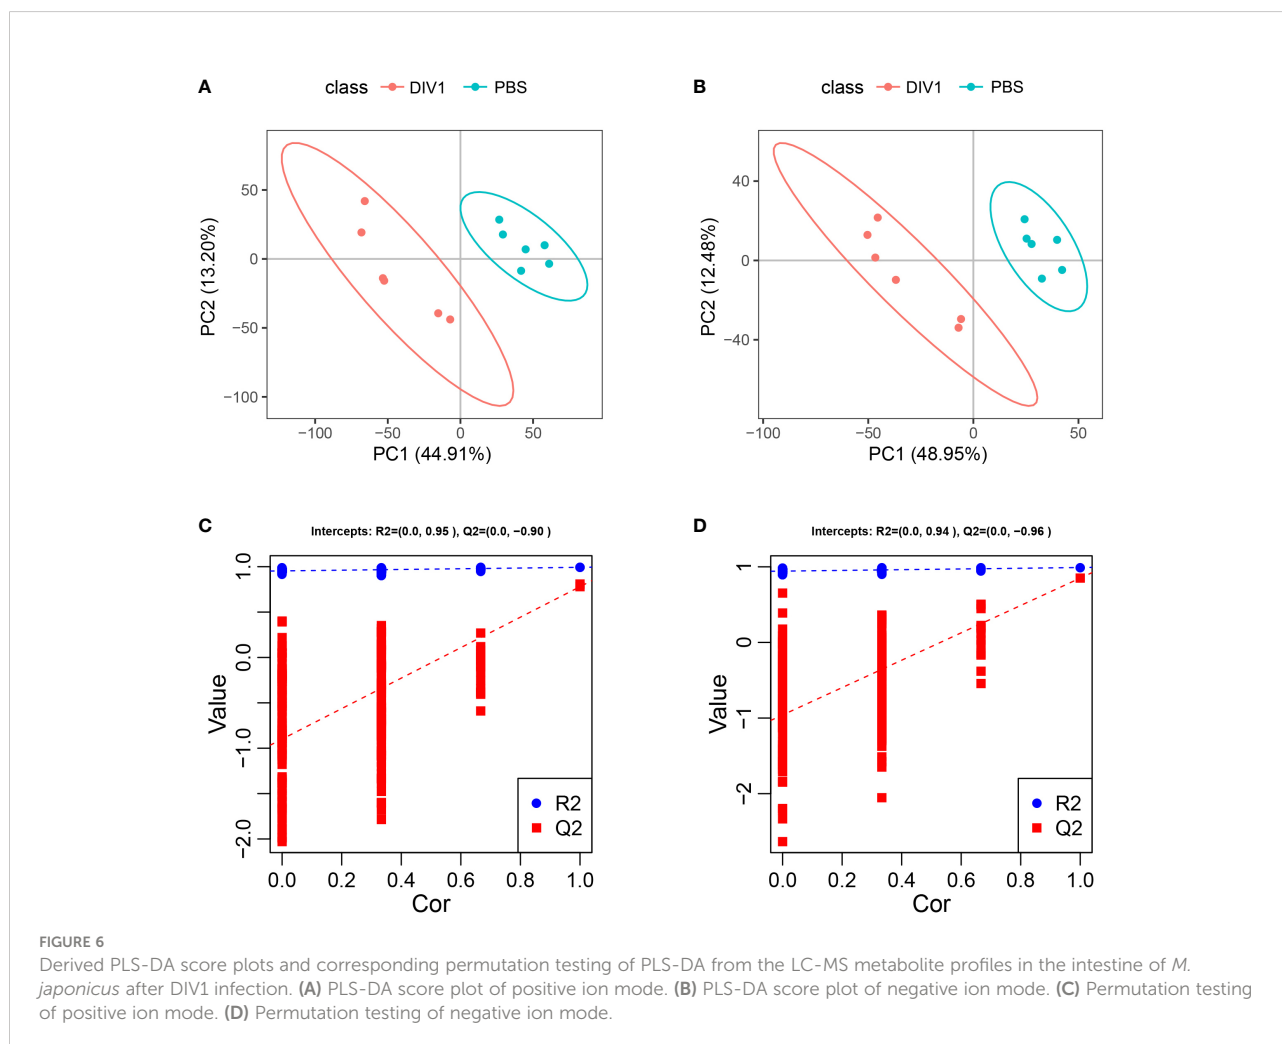 A
class DIV1 PBS
PC2 (13.20%)
50
0
−50
−100
−100 −50 0 50
PC1 (44.91%)
B
class DIV1 PBS
PC2 (12.48%)
40
0
−40
−100 −50 0 50
PC1 (48.95%)
C
Intercepts: R2=(0.0, 0.95 ), Q2=(0.0, −0.90 )
Value
1.0
0.0
−1.0
−2.0
R2
Q2
0.0 0.2 0.4 0.6 0.8 1.0
Cor
D
Intercepts: R2=(0.0, 0.94 ), Q2=(0.0, −0.96 )
Value
1
0
−1
−2
R2
Q2
0.0 0.2 0.4 0.6 0.8 1.0
Cor
FIGURE 6
Derived PLS-DA score plots and corresponding permutation testing of PLS-DA from the LC-MS metabolite profiles in the intestine of M.
japonicus after DIV1 infection. (A) PLS-DA score plot of positive ion mode. (B) PLS-DA score plot of negative ion mode. (C) Permutation testing
of positive ion mode. (D) Permutation testing of negative ion mode.